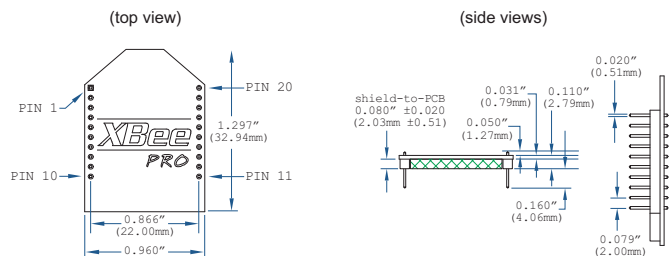 (top view)
(side views)
PIN 1
PIN 20
XBee
PRO
PIN 10
PIN 11
1.297”
(32.94mm)
0.866”
(22.00mm)
0.960”
shield-to-PCB
0.080” ±0.020
(2.03mm ±0.51)
0.031”
(0.79mm)
0.110”
(2.79mm)
0.050”
(1.27mm)
0.160”
(4.06mm)
0.020”
(0.51mm)
0.079”
(2.00mm)